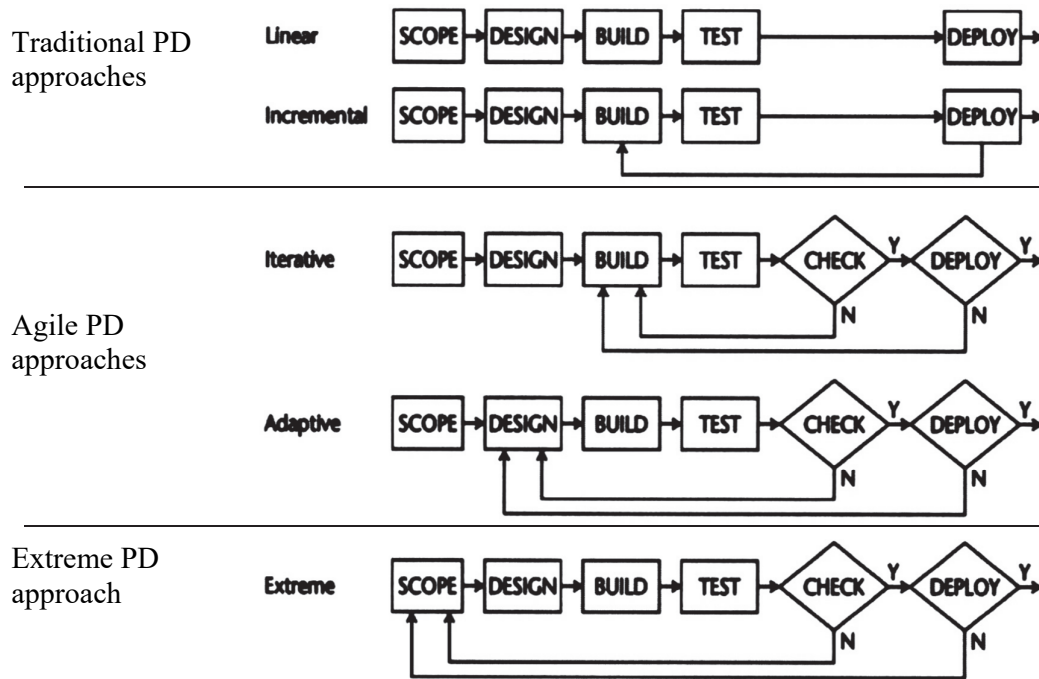 Traditional PD
approaches
Linear SCOPE DESIGN BUILD TEST DEPLOY
Incremental SCOPE DESIGN BUILD TEST DEPLOY
Agile PD
approaches
Iterative SCOPE DESIGN BUILD TEST CHECK Y DEPLOY Y
N N
Adaptive SCOPE DESIGN BUILD TEST CHECK Y DEPLOY Y
N N
Extreme PD
approach
Extreme SCOPE DESIGN BUILD TEST CHECK Y DEPLOY Y
N N